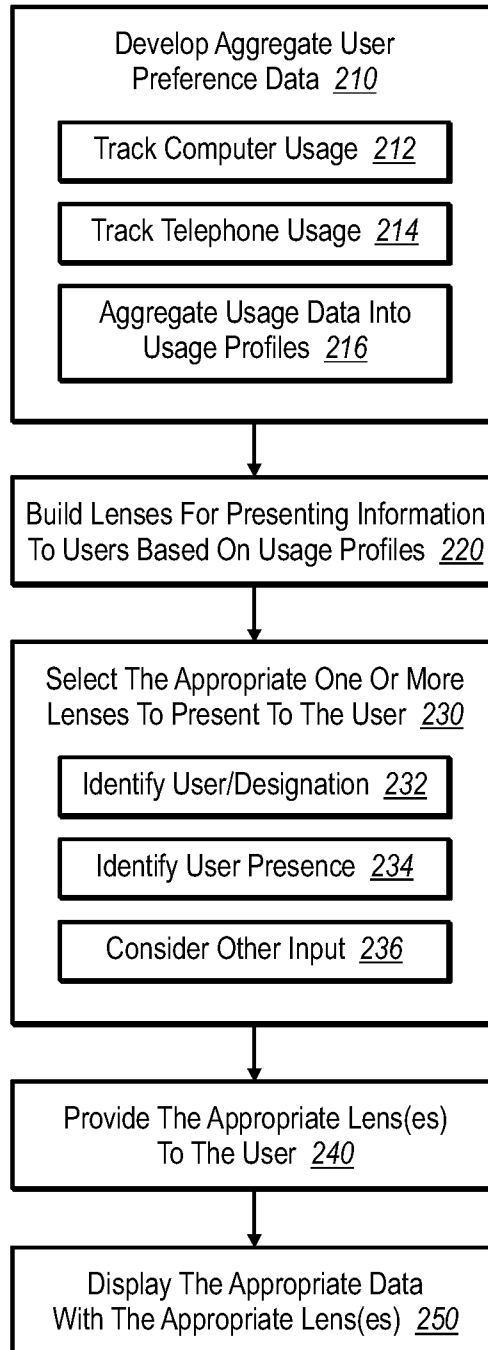 Develop Aggregate User
Preference Data 210
Track Computer Usage 212
Track Telephone Usage 214
Aggregate Usage Data Into
Usage Profiles 216
Build Lenses For Presenting Information
To Users Based On Usage Profiles 220
Select The Appropriate One Or More
Lenses To Present To The User 230
Identify User/Designation 232
Identify User Presence 234
Consider Other Input 236
Provide The Appropriate Lens(es)
To The User 240
Display The Appropriate Data
With The Appropriate Lens(es) 250